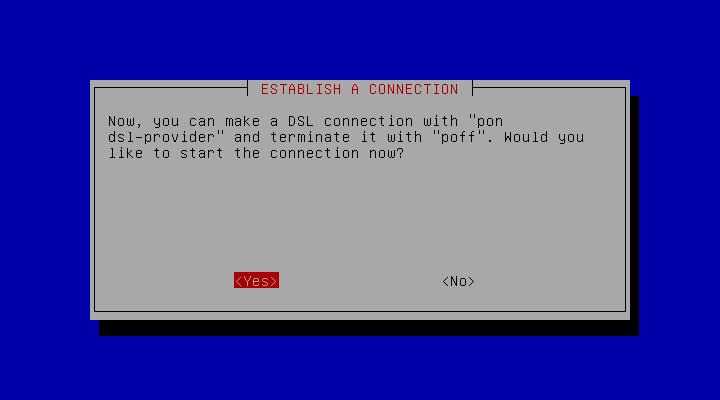 ESTABLISH A CONNECTION
Now, you can make a DSL connection with "pon
dsl-provider" and terminate it with "poff". Would you
like to start the connection now?
<Yes> <No>